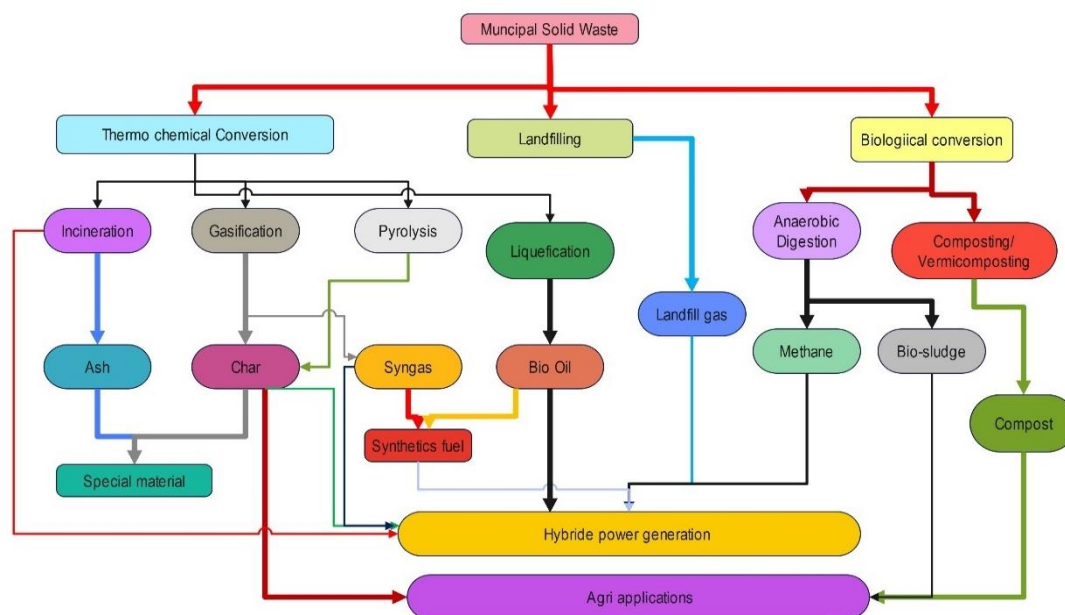 Muncipal Solid Waste
Thermo chemical Conversion
Landfilling
Biologiical conversion
Incineration
Gasification
Pyrolysis
Liquefication
Anaerobic
Digestion
Composting/
Vermicomposting
Landfill gas
Ash
Char
Syngas
Bio Oil
Methane
Bio-sludge
Compost
Synthetics fuel
Special material
Hybride power generation
Agri applications